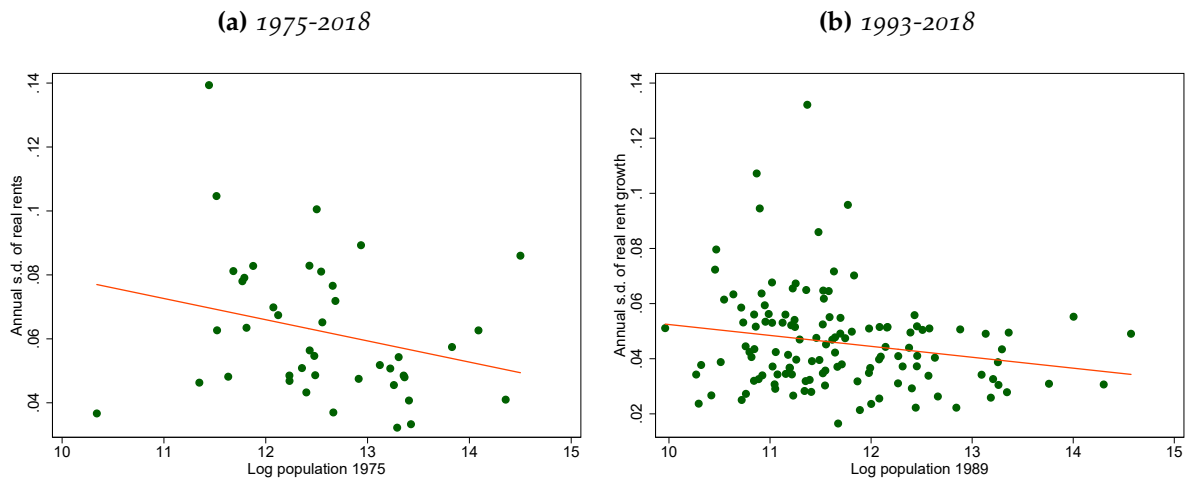 (a) 1975-2018
Annual s.d. of real rents
.14
.12
.1
.08
.06
.04
10 11 12 13 14 15
Log population 1975
(b) 1993-2018
Annual s.d. of real rent growth
.14
.12
.1
.08
.06
.04
.02
10 11 12 13 14 15
Log population 1989